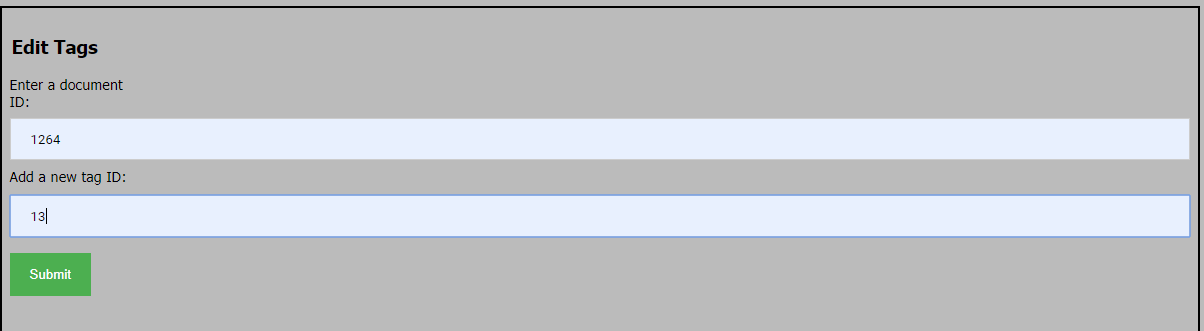 Edit Tags
Enter a document
ID:
1264
Add a new tag ID:
13
Submit